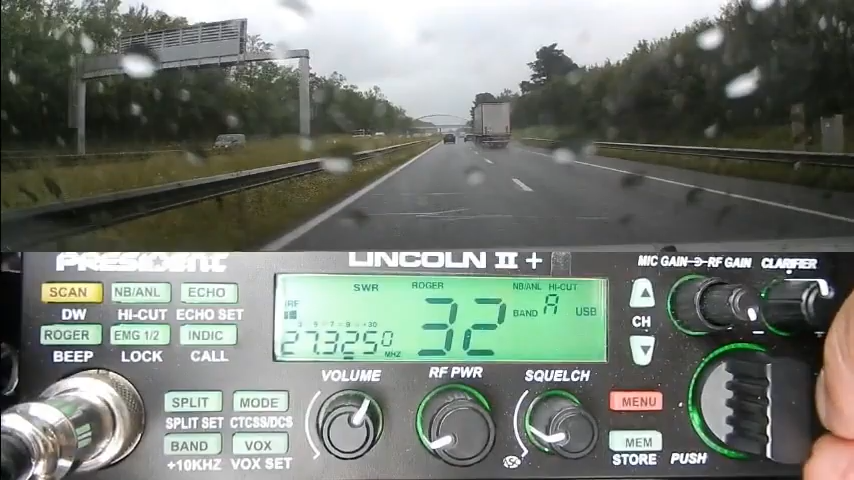 PRESIDENT LINCOLN II + MIC GAIN RF GAIN CLARIFIER
SCAN NB/ANL ECHO
DW HI-CUT ECHO SET
ROGER EMG 1/2 INDIC
BEEP LOCK CALL
SWR ROGER NB/ANL HI-CUT
RF 32 BAND A USB
27.3250 MHZ
CH
VOLUME RF PWR SQUELCH
SPLIT MODE
SPLIT SET CTCSS/DCS
BAND VOX
+10KHZ VOX SET
MENU
MEM
STORE PUSH